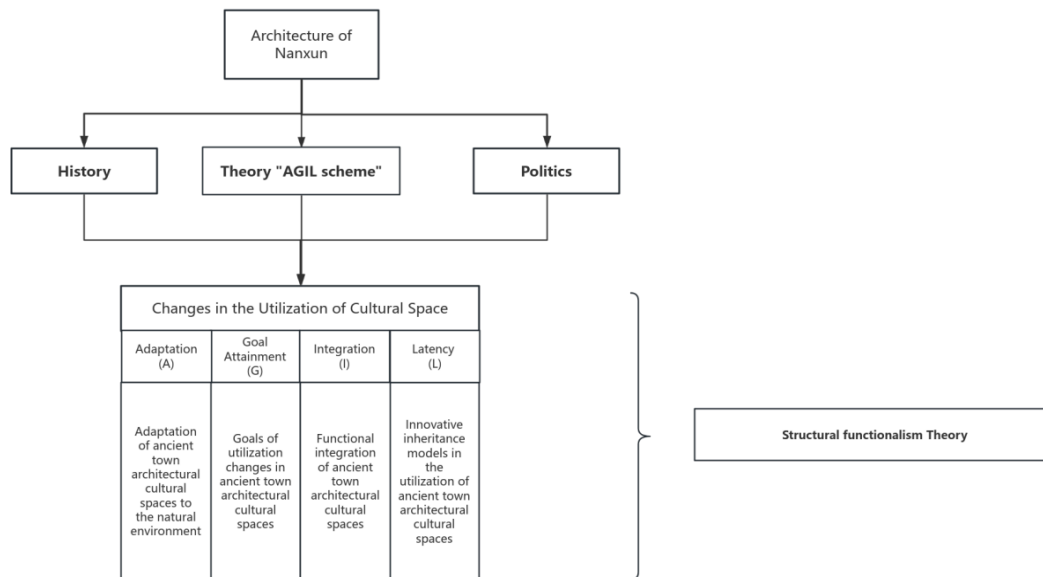 Architecture of
Nanxun
History
Theory "AGIL scheme"
Politics
Changes in the Utilization of Cultural Space
Adaptation
(A)
Goal
Attainment
(G)
Integration
(I)
Latency
(L)
Adaptation
of ancient
town
architectural
cultural
spaces to
the natural
environment
Goals of
utilization
changes in
ancient town
architectural
cultural
spaces
Functional
integration
of ancient
town
architectural
cultural
spaces
Innovative
inheritance
models in
the
utilization of
ancient town
architectural
cultural
spaces
Structural functionalism Theory